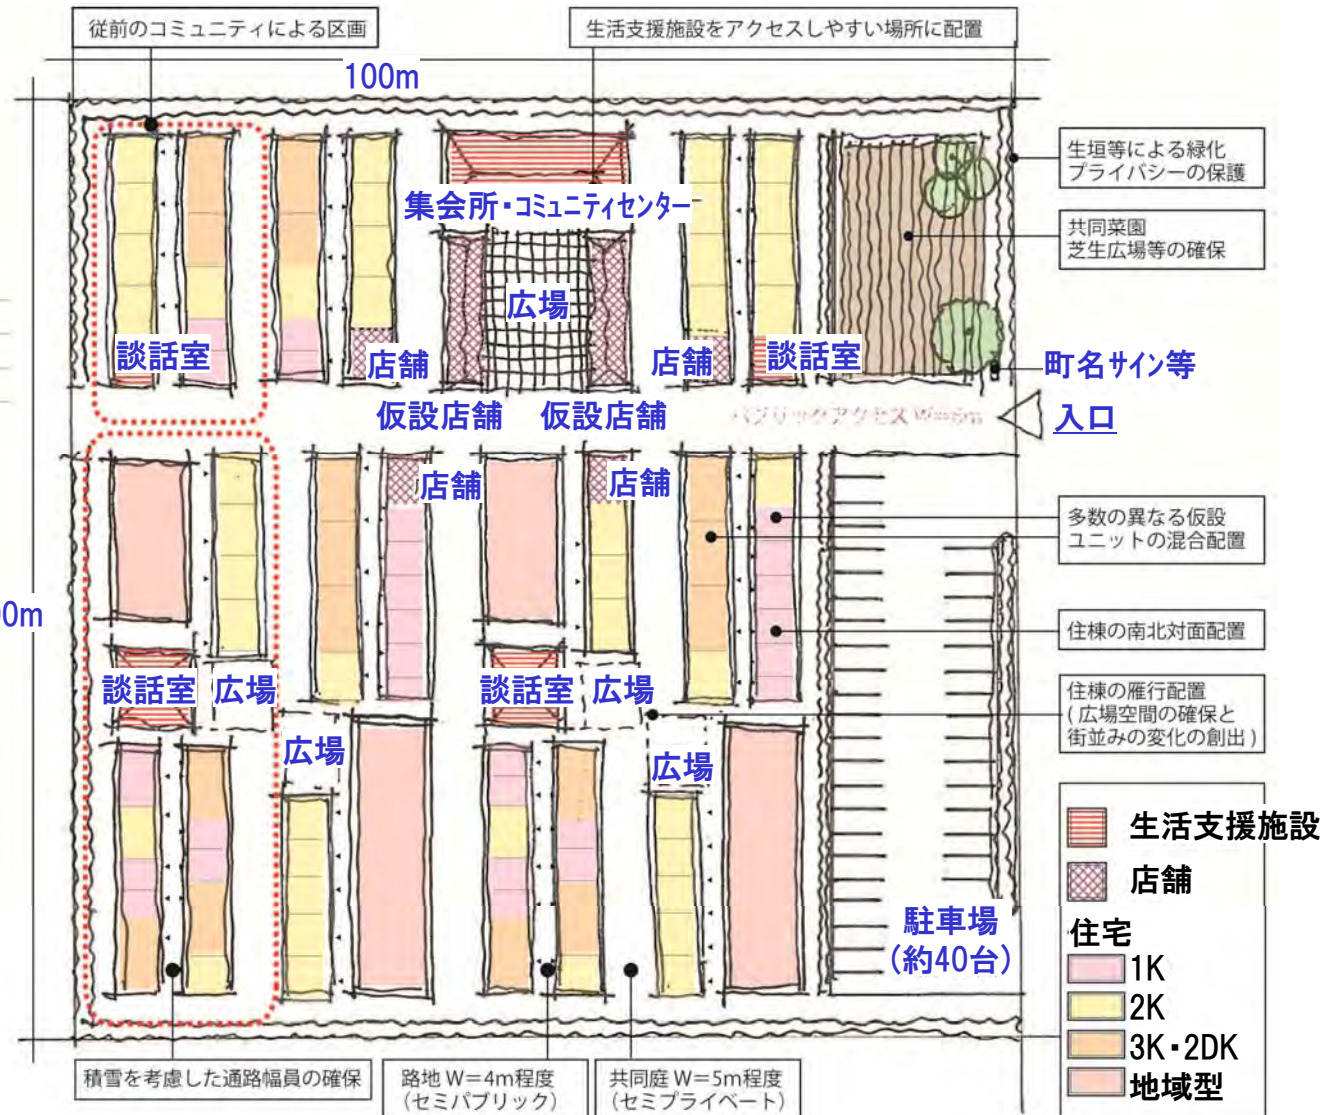 従前のコミュニティによる区画
生活支援施設をアクセスしやすい場所に配置
100m
生垣等による緑化
プライバシーの保護
集会所・コミュニティセンター
共同菜園
芝生広場等の確保
広場
談話室
店舗
店舗
談話室
町名サイン等
仮設店舗
仮設店舗
パブリックアクセス W=6m
入口
店舗
店舗
多数の異なる仮設
ユニットの混合配置
0m
住棟の南北対面配置
談話室
広場
談話室
広場
住棟の雁行配置
(広場空間の確保と
街並みの変化の創出)
広場
広場
生活支援施設
店舗
駐車場
(約40台)
住宅
1K
2K
3K・2DK
地域型
積雪を考慮した通路幅員の確保
路地 W=4m程度
(セミパブリック)
共同庭 W=5m程度
(セミプライベート)